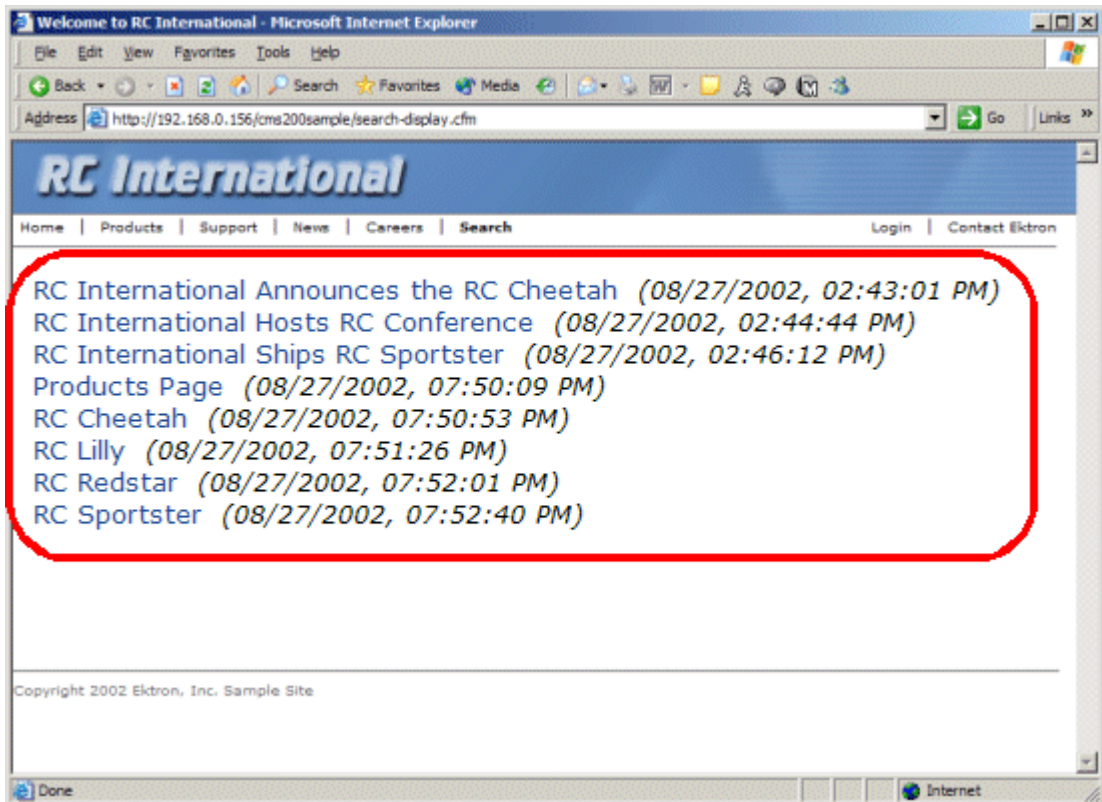 Welcome to RC International - Microsoft Internet Explorer
File Edit View Favorites Tools Help
Back Search Favorites Media
Address http://192.168.0.156/cms200sample/search-display.cfm Go Links »
RC International
Home | Products | Support | News | Careers | Search Login | Contact Ektron
RC International Announces the RC Cheetah (08/27/2002, 02:43:01 PM)
RC International Hosts RC Conference (08/27/2002, 02:44:44 PM)
RC International Ships RC Sportster (08/27/2002, 02:46:12 PM)
Products Page (08/27/2002, 07:50:09 PM)
RC Cheetah (08/27/2002, 07:50:53 PM)
RC Lilly (08/27/2002, 07:51:26 PM)
RC Redstar (08/27/2002, 07:52:01 PM)
RC Sportster (08/27/2002, 07:52:40 PM)
Copyright 2002 Ektron, Inc. Sample Site
Done Internet